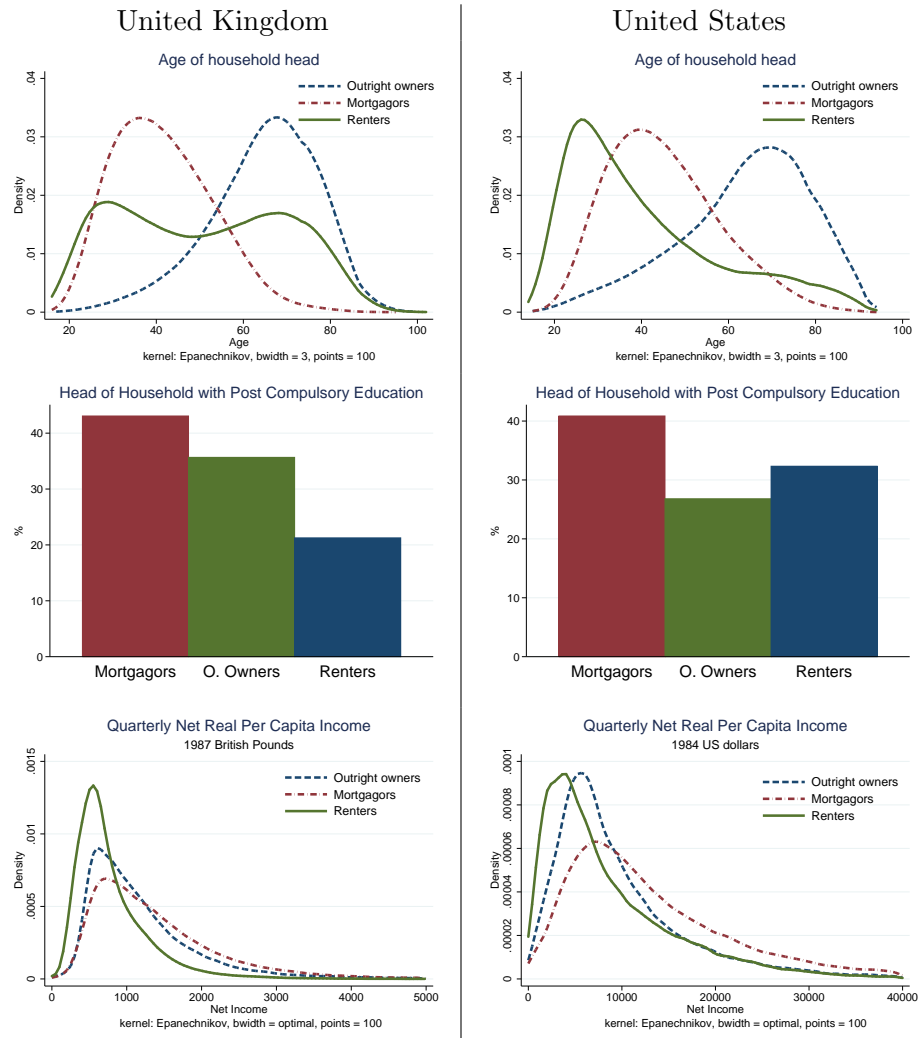 United Kingdom
Age of household head
Outright owners
Mortgagors
Renters
.04
.03
.02
.01
0
Density
20 40 60 80 100
Age
kernel: Epanechnikov, bwidth = 3, points = 100
Head of Household with Post Compulsory Education
40
30
20
10
0
%
Mortgagors O. Owners Renters
Quarterly Net Real Per Capita Income
1987 British Pounds
Outright owners
Mortgagors
Renters
.0015
.001
.0005
0
Density
0 1000 2000 3000 4000 5000
Net Income
kernel: Epanechnikov, bwidth = optimal, points = 100
United States
Age of household head
Outright owners
Mortgagors
Renters
.04
.03
.02
.01
0
Density
20 40 60 80 100
Age
kernel: Epanechnikov, bwidth = 3, points = 100
Head of Household with Post Compulsory Education
40
30
20
10
0
%
Mortgagors O. Owners Renters
Quarterly Net Real Per Capita Income
1984 US dollars
Outright owners
Mortgagors
Renters
.0001
.00008
.00006
.00004
.00002
0
Density
0 10000 20000 30000 40000
Net Income
kernel: Epanechnikov, bwidth = optimal, points = 100